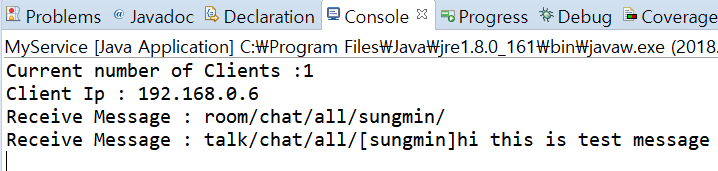 Problems @ Javadoc Declaration Console Progress Debug Coverage
MyService [Java Application] C:₩Program Files₩Java₩jre1.8.0_161₩bin₩javaw.exe (2018.
Current number of Clients :1
Client Ip : 192.168.0.6
Receive Message : room/chat/all/sungmin/
Receive Message : talk/chat/all/[sungmin]hi this is test message